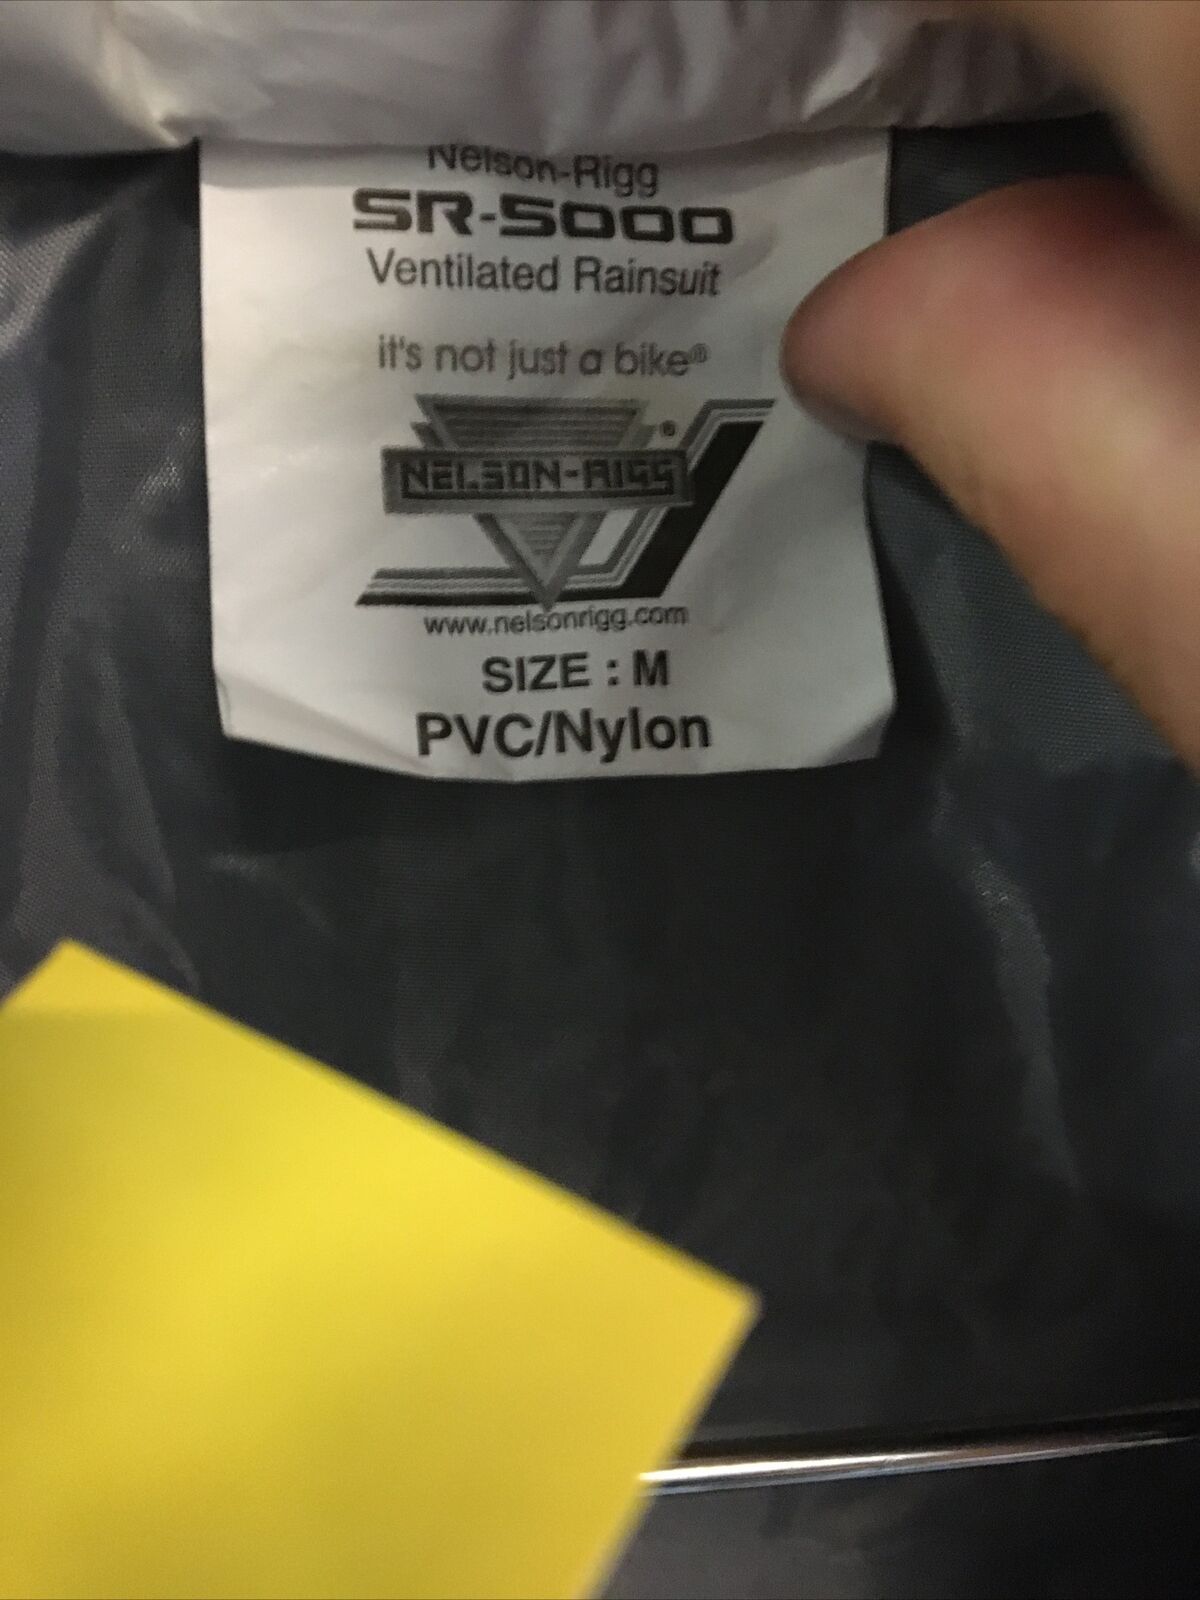 Nelson-Rigg
SR-5000
Ventilated Rainsuit
it's not just a bike®
NELSON-RIGG®
www.nelsonrigg.com
SIZE : M
PVC/Nylon